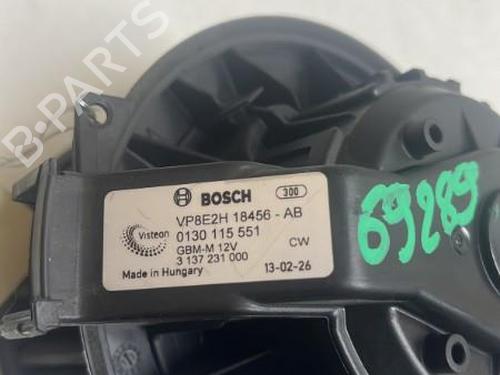 B-PARTS
BOSCH 300
VP8E2H 18456 - AB
Visteon 0130 115 551
GBM-M 12V CW
3 137 231 000
Made in Hungary 13-02-26
69289